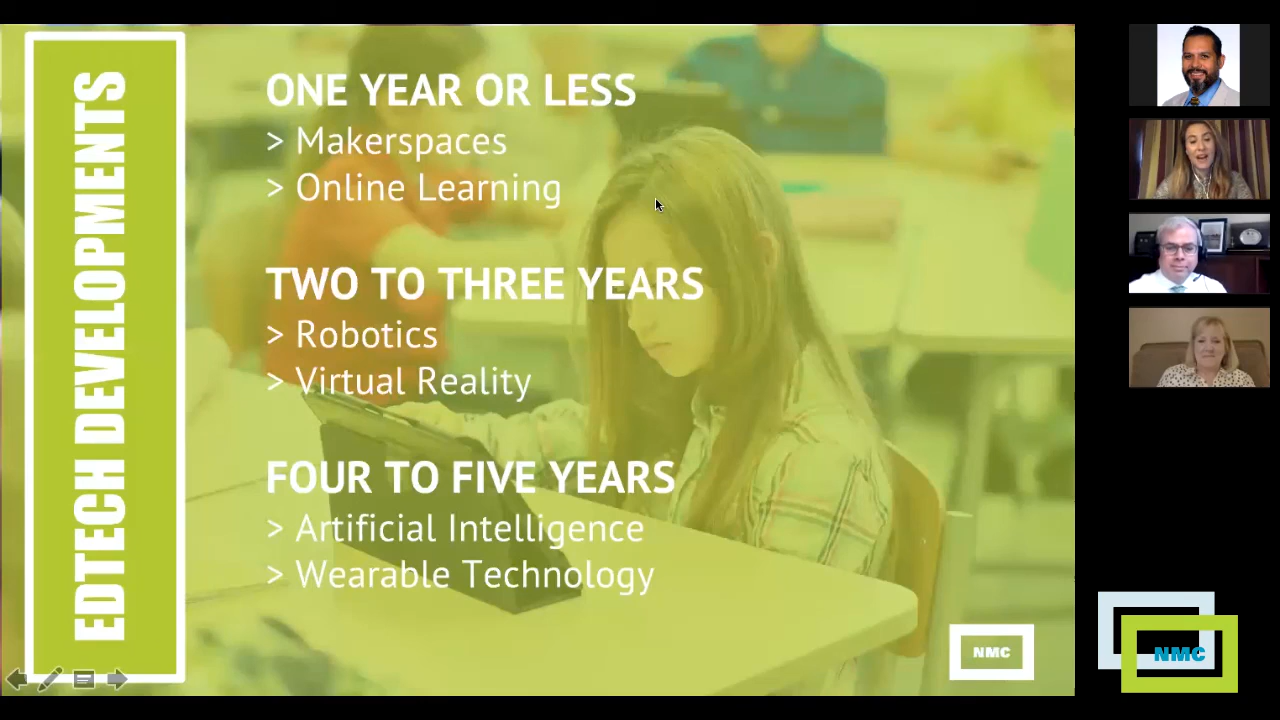 EDTECH DEVELOPMENTS
ONE YEAR OR LESS
> Makerspaces
> Online Learning
TWO TO THREE YEARS
> Robotics
> Virtual Reality
FOUR TO FIVE YEARS
> Artificial Intelligence
> Wearable Technology
NMC
NMC